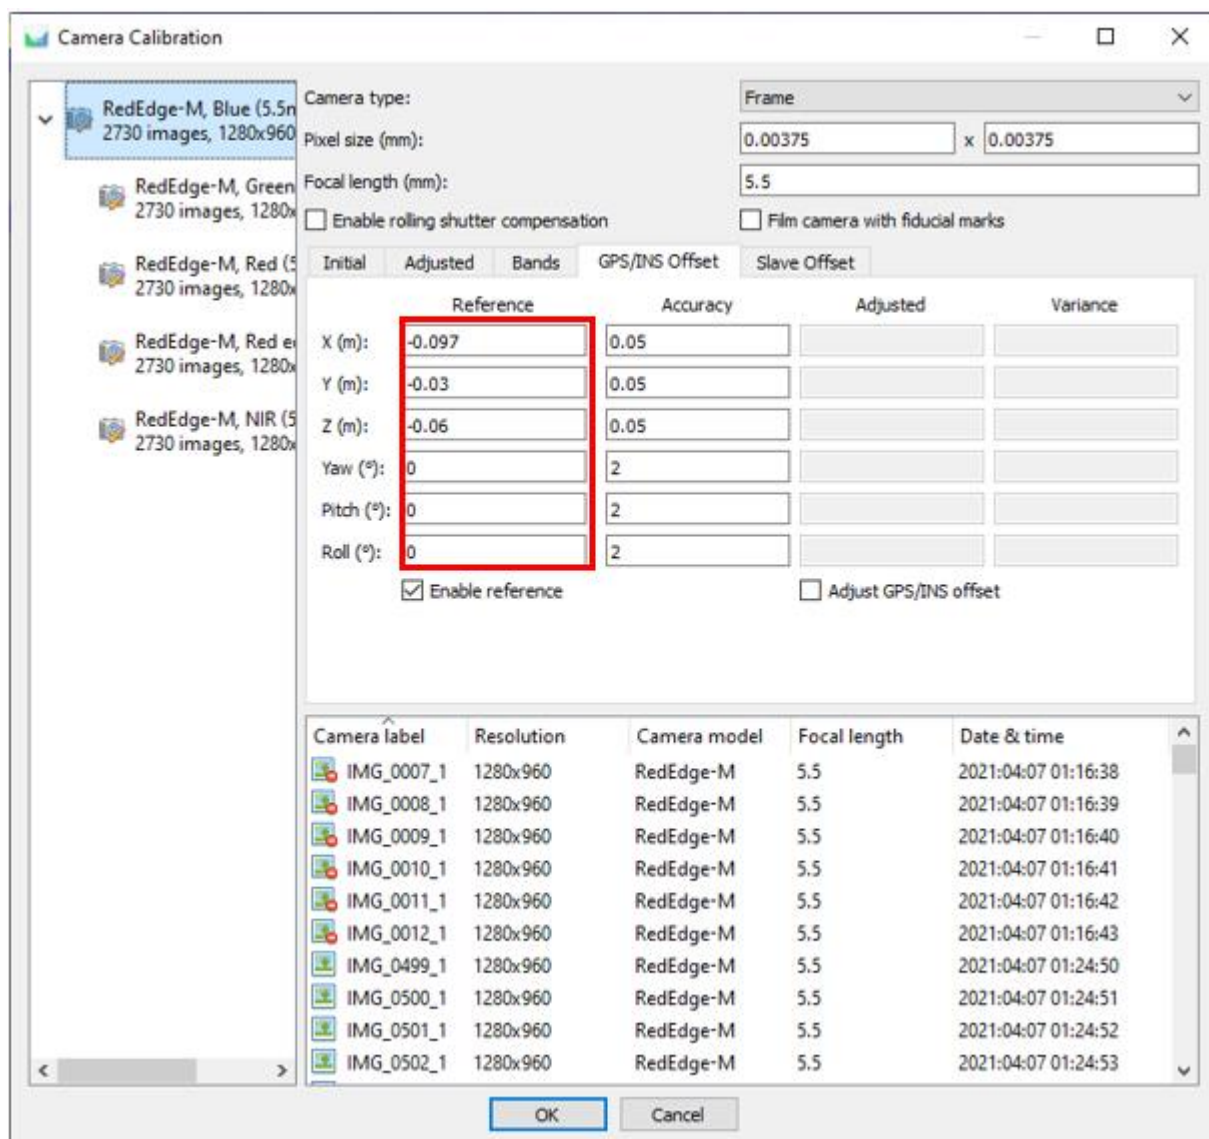 Camera Calibration
RedEdge-M, Blue (5.5n
2730 images, 1280x960
RedEdge-M, Green
2730 images, 1280x
RedEdge-M, Red (5
2730 images, 1280x
RedEdge-M, Red e
2730 images, 1280x
RedEdge-M, NIR (5
2730 images, 1280x
Camera type: Frame
Pixel size (mm): 0.00375 x 0.00375
Focal length (mm): 5.5
Enable rolling shutter compensation Film camera with fiducial marks
Initial Adjusted Bands GPS/INS Offset Slave Offset
Reference Accuracy Adjusted Variance
X (m): -0.097 0.05
Y (m): -0.03 0.05
Z (m): -0.06 0.05
Yaw (°): 0 2
Pitch (°): 0 2
Roll (°): 0 2
Enable reference Adjust GPS/INS offset
Camera label Resolution Camera model Focal length Date & time
IMG_0007_1 1280x960 RedEdge-M 5.5 2021:04:07 01:16:38
IMG_0008_1 1280x960 RedEdge-M 5.5 2021:04:07 01:16:39
IMG_0009_1 1280x960 RedEdge-M 5.5 2021:04:07 01:16:40
IMG_0010_1 1280x960 RedEdge-M 5.5 2021:04:07 01:16:41
IMG_0011_1 1280x960 RedEdge-M 5.5 2021:04:07 01:16:42
IMG_0012_1 1280x960 RedEdge-M 5.5 2021:04:07 01:16:43
IMG_0499_1 1280x960 RedEdge-M 5.5 2021:04:07 01:24:50
IMG_0500_1 1280x960 RedEdge-M 5.5 2021:04:07 01:24:51
IMG_0501_1 1280x960 RedEdge-M 5.5 2021:04:07 01:24:52
IMG_0502_1 1280x960 RedEdge-M 5.5 2021:04:07 01:24:53
OK Cancel